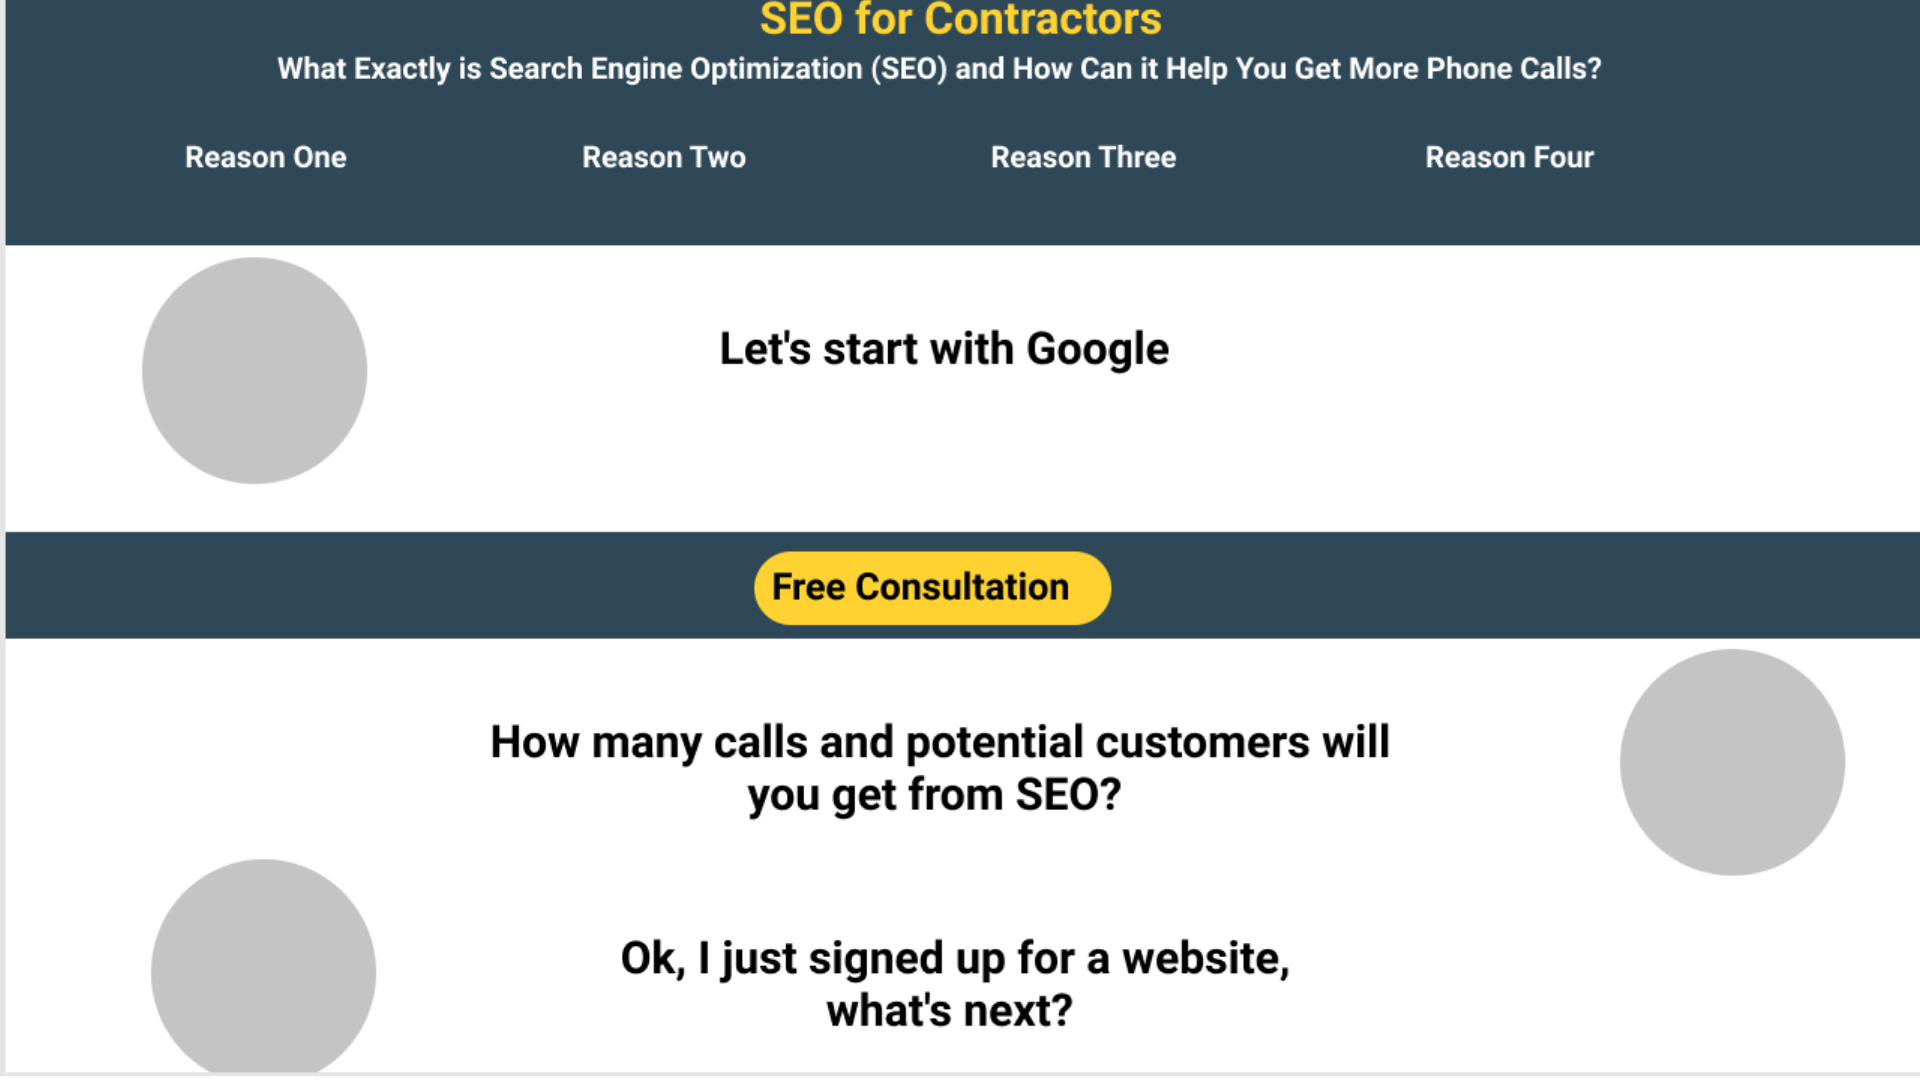 SEO for Contractors
What Exactly is Search Engine Optimization (SEO) and How Can it Help You Get More Phone Calls?
Reason One
Reason Two
Reason Three
Reason Four
Let's start with Google
Free Consultation
How many calls and potential customers will
you get from SEO?
Ok, I just signed up for a website,
what's next?